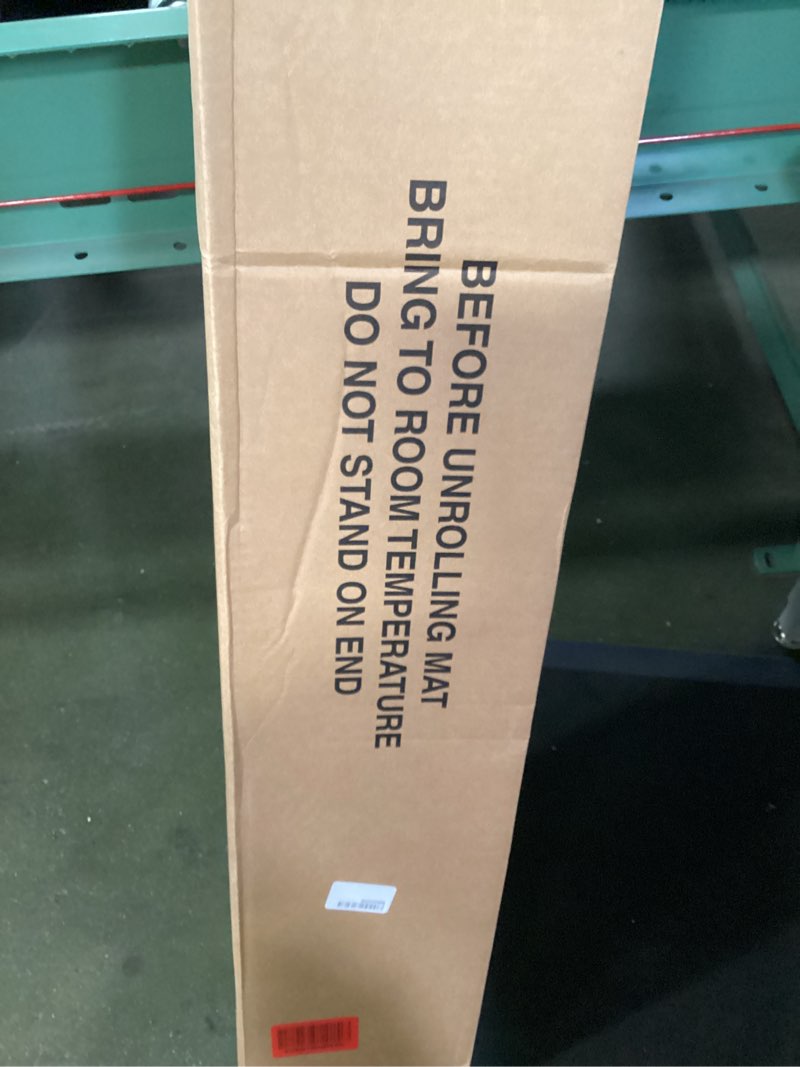 BEFORE UNROLLING MAT
BRING TO ROOM TEMPERATURE
DO NOT STAND ON END